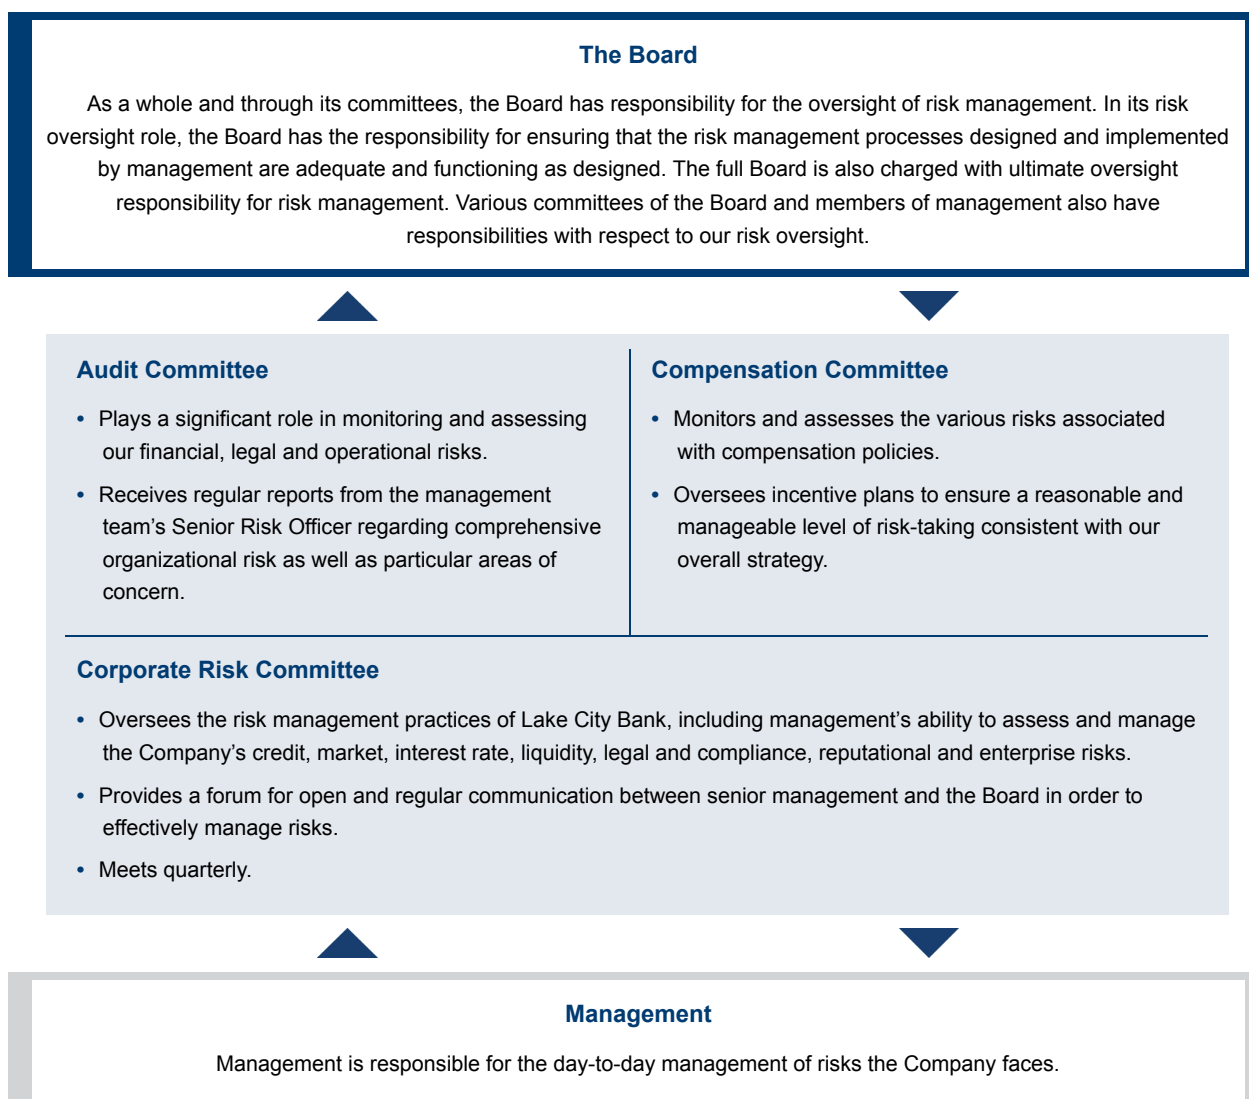 The Board
As a whole and through its committees, the Board has responsibility for the oversight of risk management. In its risk
oversight role, the Board has the responsibility for ensuring that the risk management processes designed and implemented
by management are adequate and functioning as designed. The full Board is also charged with ultimate oversight
responsibility for risk management. Various committees of the Board and members of management also have
responsibilities with respect to our risk oversight.
Audit Committee
• Plays a significant role in monitoring and assessing
our financial, legal and operational risks.
• Receives regular reports from the management
team’s Senior Risk Officer regarding comprehensive
organizational risk as well as particular areas of
concern.
Compensation Committee
• Monitors and assesses the various risks associated
with compensation policies.
• Oversees incentive plans to ensure a reasonable and
manageable level of risk-taking consistent with our
overall strategy.
Corporate Risk Committee
• Oversees the risk management practices of Lake City Bank, including management’s ability to assess and manage
the Company’s credit, market, interest rate, liquidity, legal and compliance, reputational and enterprise risks.
• Provides a forum for open and regular communication between senior management and the Board in order to
effectively manage risks.
• Meets quarterly.
Management
Management is responsible for the day-to-day management of risks the Company faces.